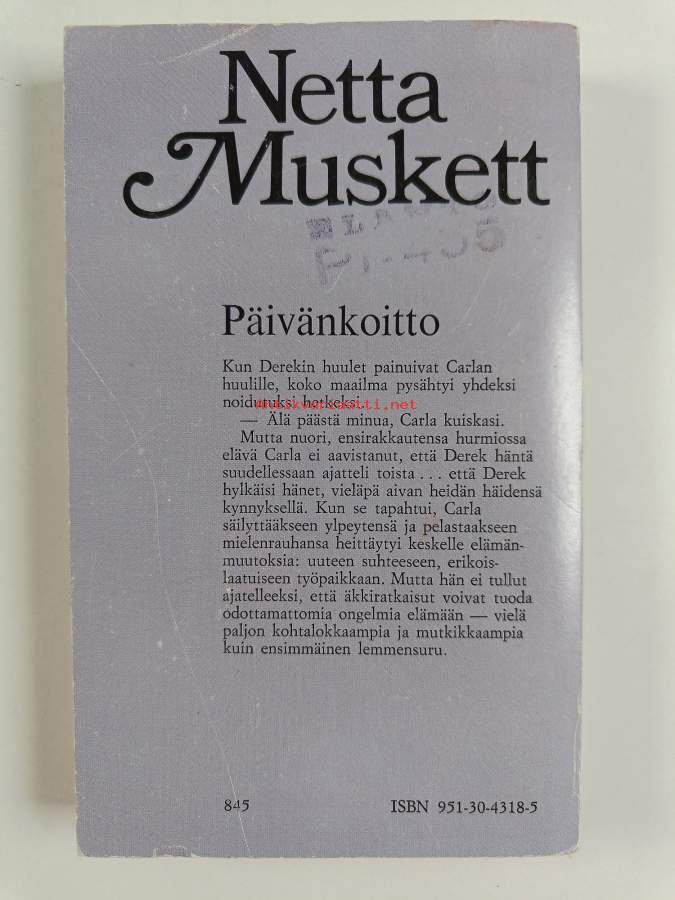 Netta
Muskett
Päivänkoitto
Kun Derekin huulet painuivat Carlan
huulille, koko maailma pysähtyi yhdeksi
noidutuksi hetkeksi.
Antikvariaatti.net
— Älä päästä minua, Carla kuiskasi.
Mutta nuori, ensirakkautensa hurmiossa
elävä Carla ei aavistanut, että Derek häntä
suudellessaan ajatteli toista . . . että Derek
hylkäisi hänet, vieläpä aivan heidän häidensä
kynnyksellä. Kun se tapahtui, Carla
säilyttääkseen ylpeytensä ja pelastaakseen
mielenrauhansa heittäytyi keskelle elämän-
muutoksia: uuteen suhteeseen, erikois-
laatuiseen työpaikkaan. Mutta hän ei tullut
ajatelleeksi, että äkkiratkaisut voivat tuoda
odottamattomia ongelmia elämään — vielä
paljon kohtalokkaampia ja mutkikkaampia
kuin ensimmäinen lemmensuru.
845
ISBN 951-30-4318-5